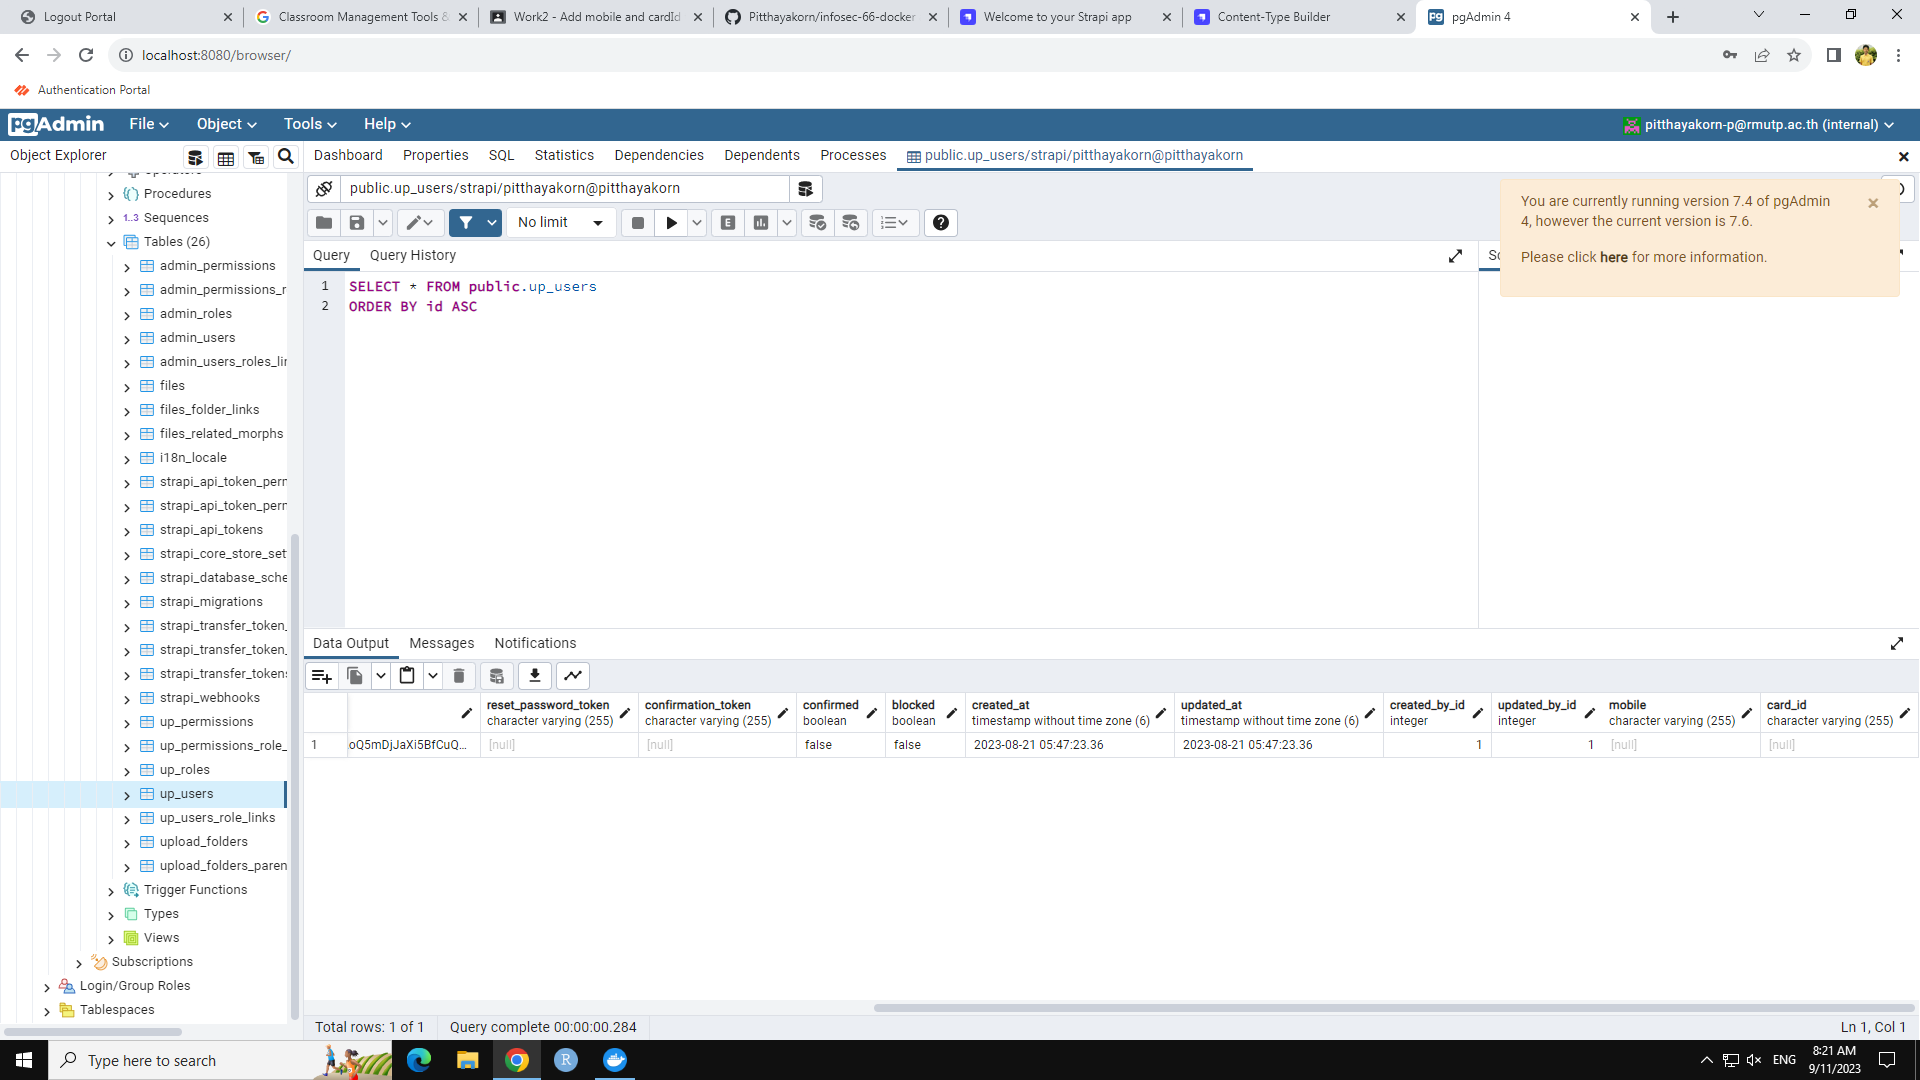 Logout Portal
Classroom Management Tools &
Work2 - Add mobile and cardId
Pitthayakorn/infosec-66-docker
Welcome to your Strapi app
Content-Type Builder
pgAdmin 4
localhost:8080/browser/
Authentication Portal
pgAdmin
File
Object
Tools
Help
pitthayakorn-p@rmutp.ac.th (internal)
Object Explorer
Dashboard
Properties
SQL
Statistics
Dependencies
Dependents
Processes
public.up_users/strapi/pitthayakorn@pitthayakorn
Operators
Procedures
1..3 Sequences
Tables (26)
admin_permissions
admin_permissions_r
admin_roles
admin_users
admin_users_roles_lin
files
files_folder_links
files_related_morphs
i18n_locale
strapi_api_token_perm
strapi_api_token_perm
strapi_api_tokens
strapi_core_store_set
strapi_database_sche
strapi_migrations
strapi_transfer_token_
strapi_transfer_token_
strapi_transfer_tokens
strapi_webhooks
up_permissions
up_permissions_role_
up_roles
up_users
up_users_role_links
upload_folders
upload_folders_paren
Trigger Functions
Types
Views
Subscriptions
Login/Group Roles
Tablespaces
public.up_users/strapi/pitthayakorn@pitthayakorn
No limit
E
You are currently running version 7.4 of pgAdmin
4, however the current version is 7.6.
Please click here for more information.
Query
Query History
Sc
1 SELECT * FROM public.up_users
2 ORDER BY id ASC
Data Output
Messages
Notifications
reset_password_token
character varying (255)
confirmation_token
character varying (255)
confirmed
boolean
blocked
boolean
created_at
timestamp without time zone (6)
updated_at
timestamp without time zone (6)
created_by_id
integer
updated_by_id
integer
mobile
character varying (255)
card_id
character varying (255)
1 oQ5mDjJaXi5BfCuQ... [null] [null] false false 2023-08-21 05:47:23.36 2023-08-21 05:47:23.36 1 1 [null] [null]
Total rows: 1 of 1
Query complete 00:00:00.284
Ln 1, Col 1
Type here to search
R
ENG
8:21 AM
9/11/2023